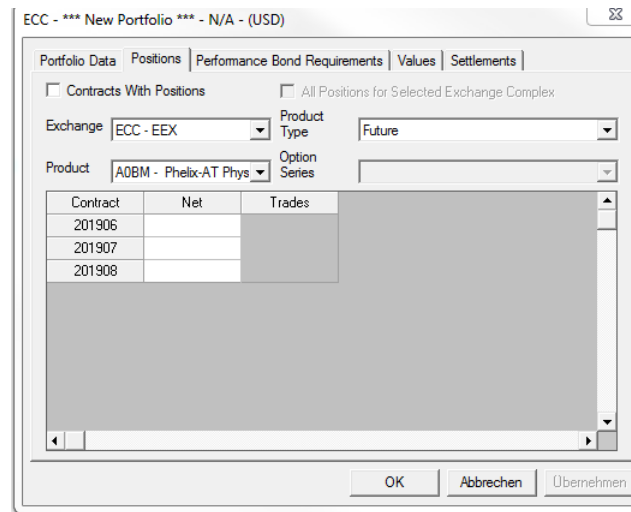 ECC - *** New Portfolio *** - N/A - (USD)
Portfolio Data Positions Performance Bond Requirements Values Settlements
Contracts With Positions All Positions for Selected Exchange Complex
Exchange ECC - EEX Product Type Future
Product A0BM - Phelix-AT Phys Option Series
Contract Net Trades
201906
201907
201908
OK Abbrechen Übernehmen